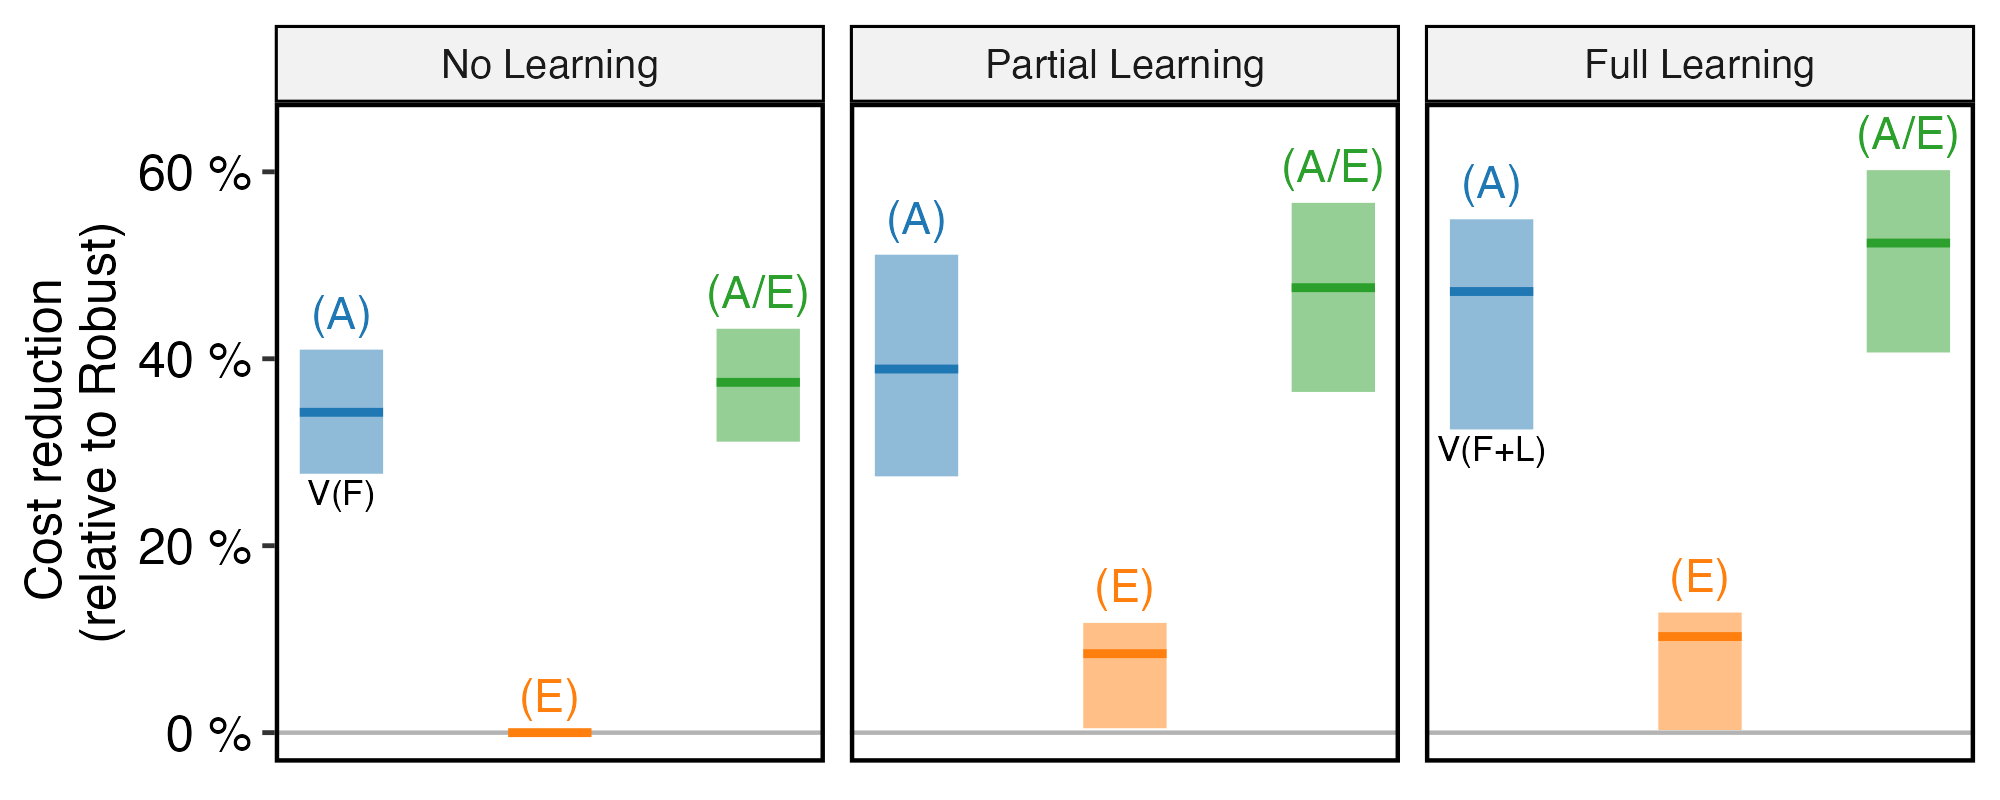 No Learning
Partial Learning
Full Learning
Cost reduction
(relative to Robust)
60 %
40 %
20 %
0 %
(A)
V(F)
(E)
(A/E)
(A)
(E)
(A/E)
(A)
V(F+L)
(E)
(A/E)